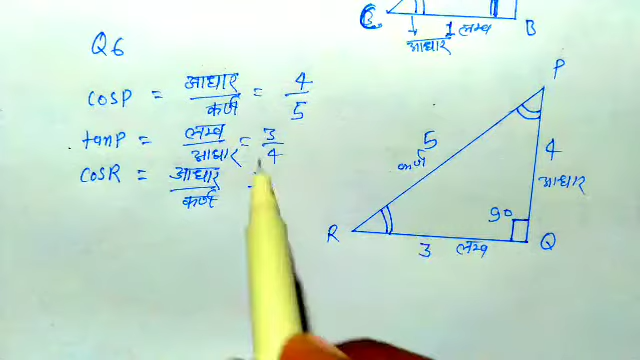 C
1 लम्ब
B
आधार
Q6
cosP = आधार/कर्ण = 4/5
tanP = लम्ब/आधार = 3/4
cosR = आधार/कर्ण =
P
5
कर्ण
4
आधार
90
R
3 लम्ब
Q